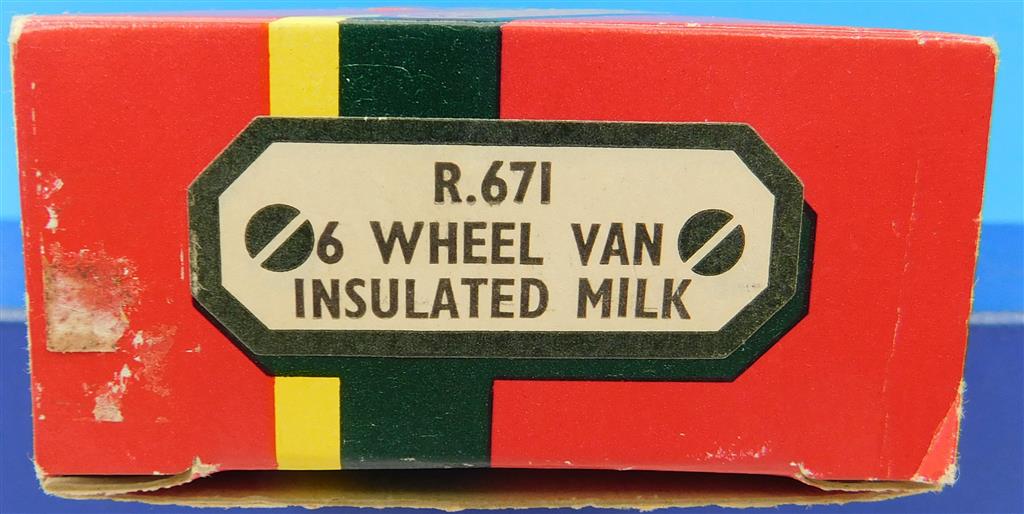 R.671
6 WHEEL VAN
INSULATED MILK